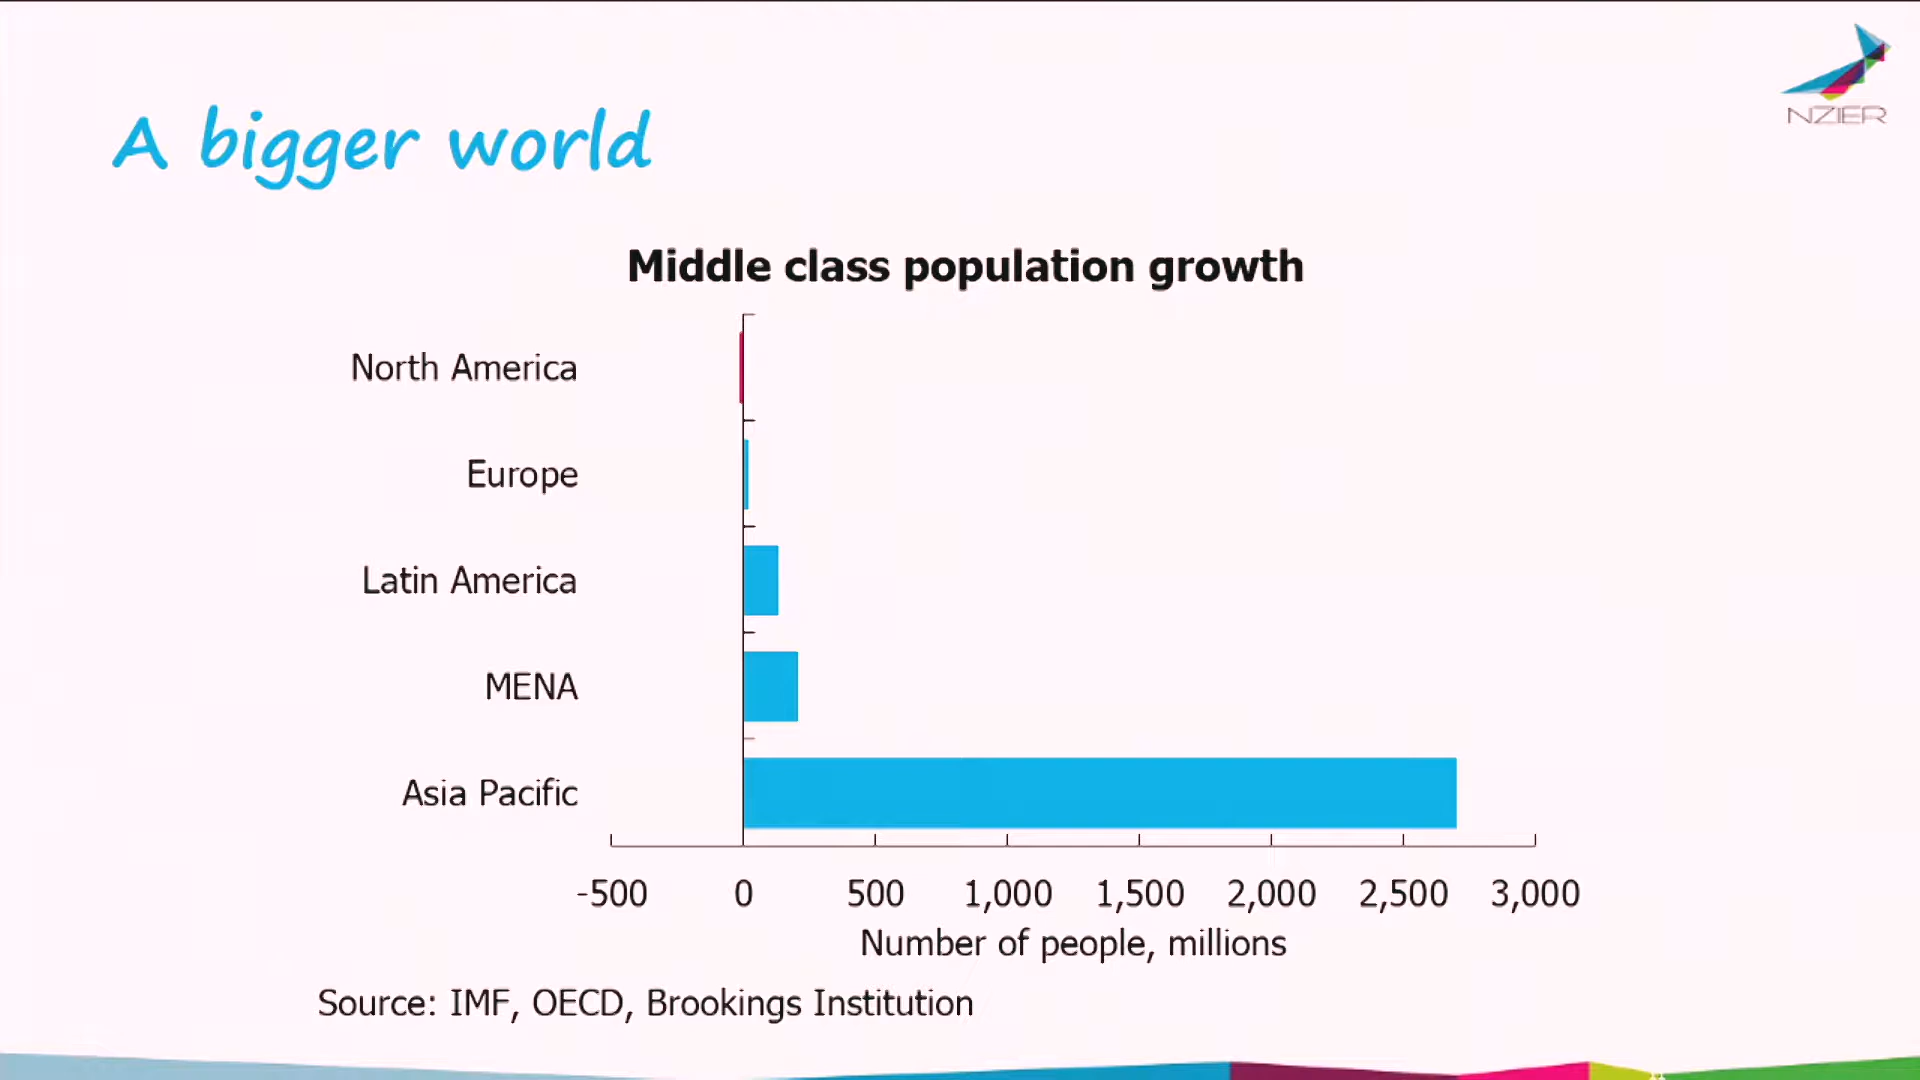 NZIER
A bigger world
Middle class population growth
North America
Europe
Latin America
MENA
Asia Pacific
-500 0 500 1,000 1,500 2,000 2,500 3,000
Number of people, millions
Source: IMF, OECD, Brookings Institution